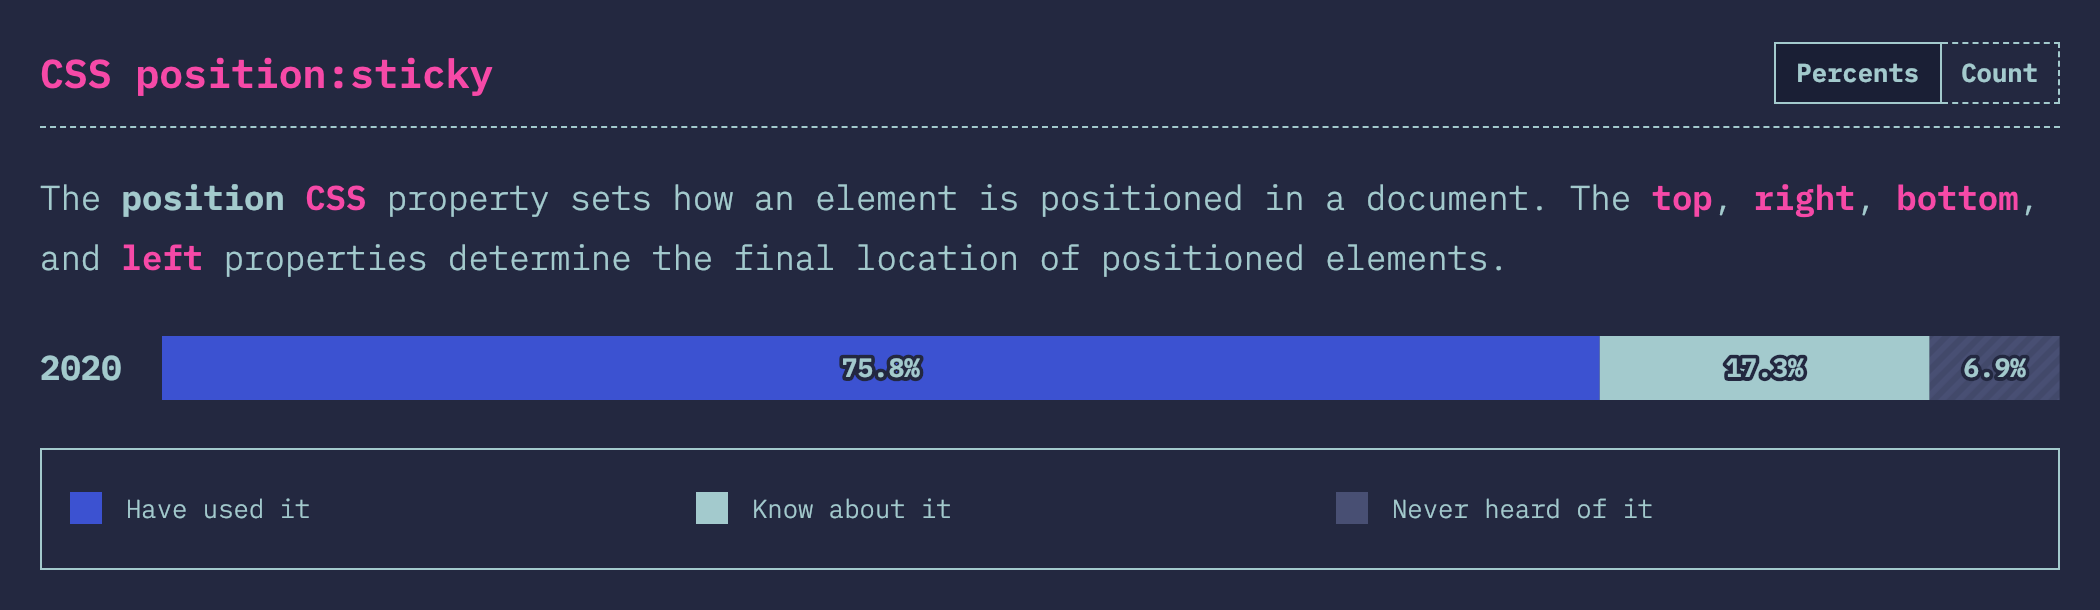 CSS position:sticky
Percents Count
The position CSS property sets how an element is positioned in a document. The top, right, bottom,
and left properties determine the final location of positioned elements.
2020 75.8% 17.3% 6.9%
Have used it Know about it Never heard of it